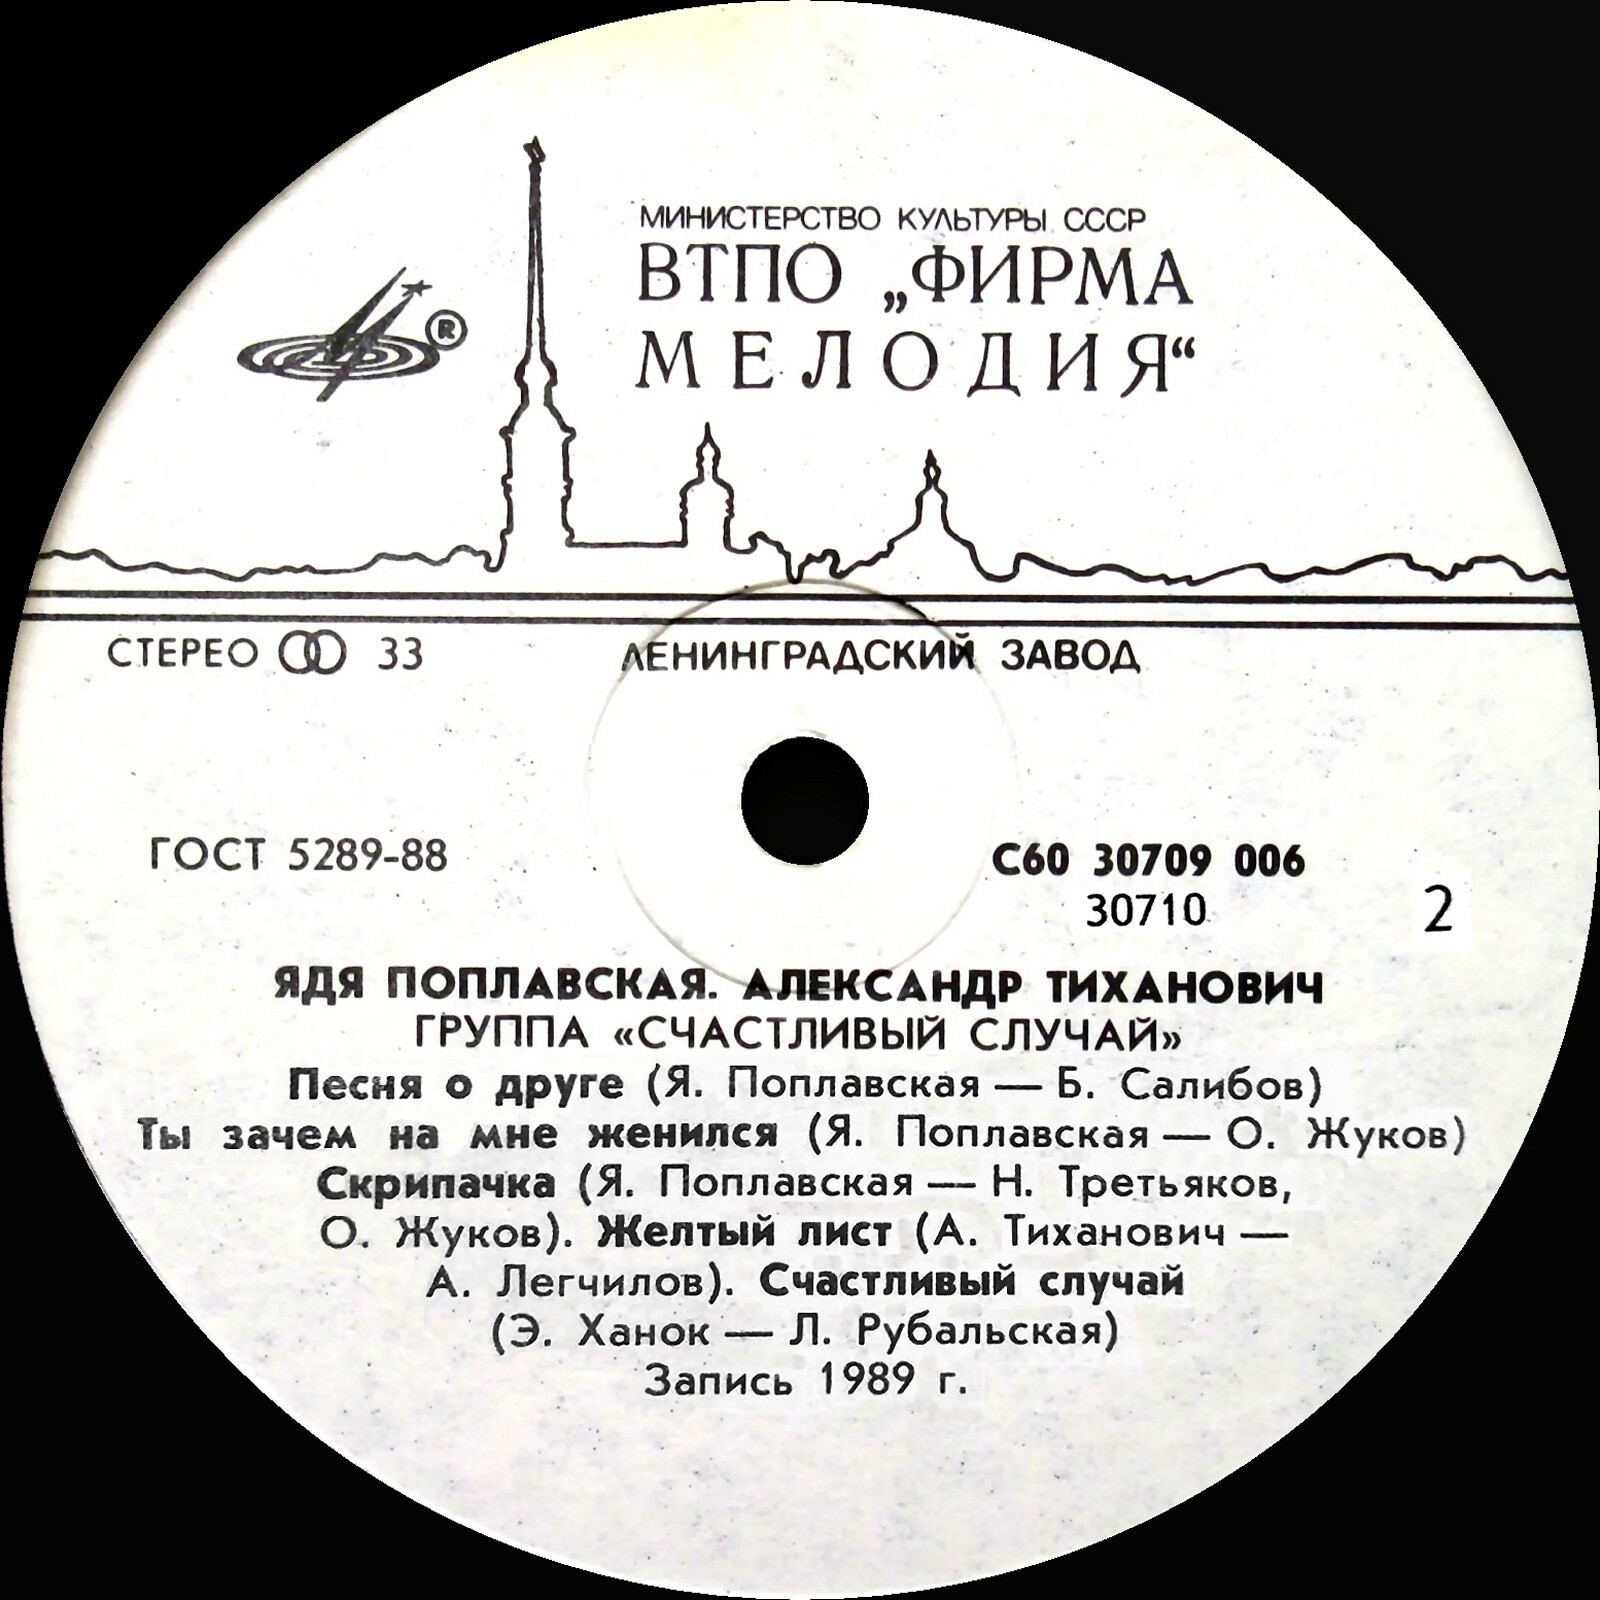 МИНИСТЕРСТВО КУЛЬТУРЫ СССР
ВТПО „ФИРМА
МЕЛОДИЯ“
®
СТЕРЕО 33
ЛЕНИНГРАДСКИЙ ЗАВОД
ГОСТ 5289-88
С60 30709 006
30710
2
ЯДЯ ПОПЛАВСКАЯ. АЛЕКСАНДР ТИХАНОВИЧ
ГРУППА «СЧАСТЛИВЫЙ СЛУЧАЙ»
Песня о друге (Я. Поплавская — Б. Салибов)
Ты зачем на мне женился (Я. Поплавская — О. Жуков)
Скрипачка (Я. Поплавская — Н. Третьяков,
О. Жуков). Желтый лист (А. Тиханович —
А. Легчилов). Счастливый случай
(Э. Ханок — Л. Рубальская)
Запись 1989 г.